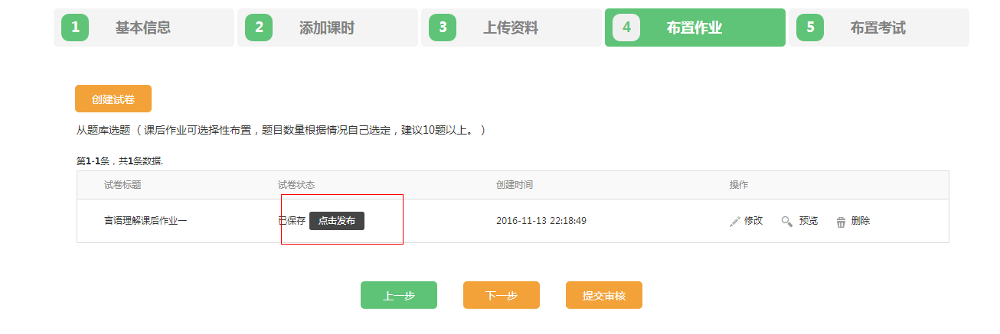 1 基本信息 2 添加课时 3 上传资料 4 布置作业 5 布置考试
创建试卷
从题库选题（课后作业可选择性布置，题目数量根据情况自己选定，建议10题以上。）
第1-1条，共1条数据.
试卷标题 试卷状态 创建时间 操作
言语理解课后作业一 已保存 点击发布 2016-11-13 22:18:49 修改 预览 删除
上一步 下一步 提交审核